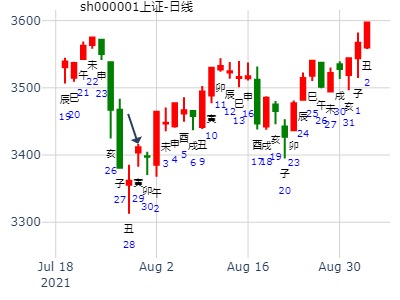 sh000001上证-日线
3600
3500
3400
3300
辰
19
巳
20
午
21
未
22
申
23
亥
26
子
27
丑
28
寅
29
卯
30
午
2
未
3
申
4
酉
5
戌
6
丑
9
寅
10
卯
11
辰
12
巳
13
申
16
酉
17
戌
18
亥
19
子
20
卯
23
辰
24
巳
25
午
26
未
27
戌
30
亥
31
子
1
丑
2
Jul 18
2021
Aug 2
Aug 16
Aug 30